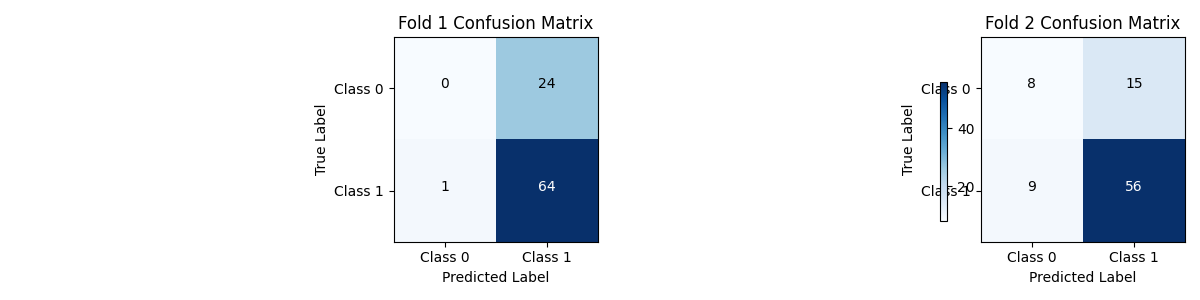 Fold 1 Confusion Matrix
True Label
Class 0
0 24
Class 1
1 64
Class 0 Class 1
Predicted Label
Fold 2 Confusion Matrix
True Label
Class 0
8 15
40
20
Class 1
9 56
Class 0 Class 1
Predicted Label